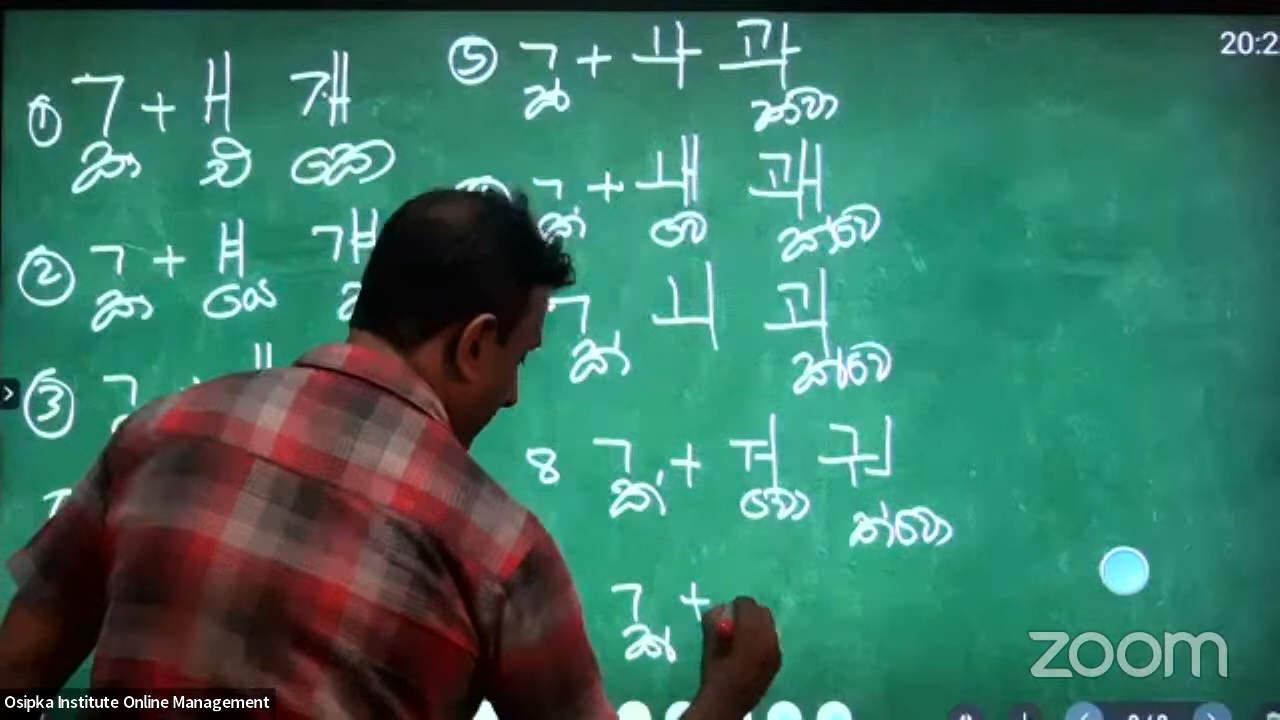 ① ㄱ + ㅐ 개
ක් එ කෙ
② ㄱ + ㅒ 걔
ක් යෙ
③ ㄱ
⑤ ㄱ + ㅘ 과
ක් ක්වා
ㄱ + ㅙ 괘
ක් වෙ ක්වෙ
ㄱ ㅚ 괴
ක් ක්වෙ
8 ㄱ + ㅝ 궈
ක් වො ක්වො
ㄱ +
ක්
20:2
zoom
Osipka Institute Online Management